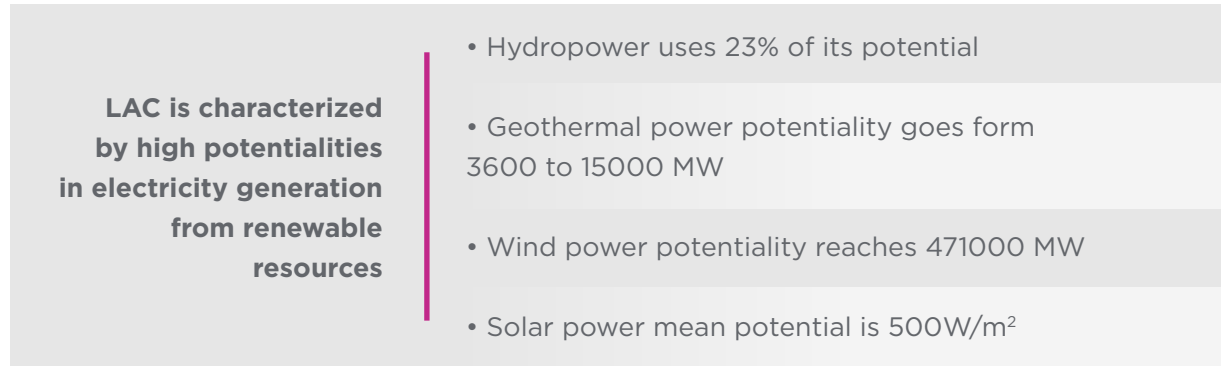 LAC is characterized
by high potentialities
in electricity generation
from renewable
resources
• Hydropower uses 23% of its potential
• Geothermal power potentiality goes form
3600 to 15000 MW
• Wind power potentiality reaches 471000 MW
• Solar power mean potential is 500W/m²